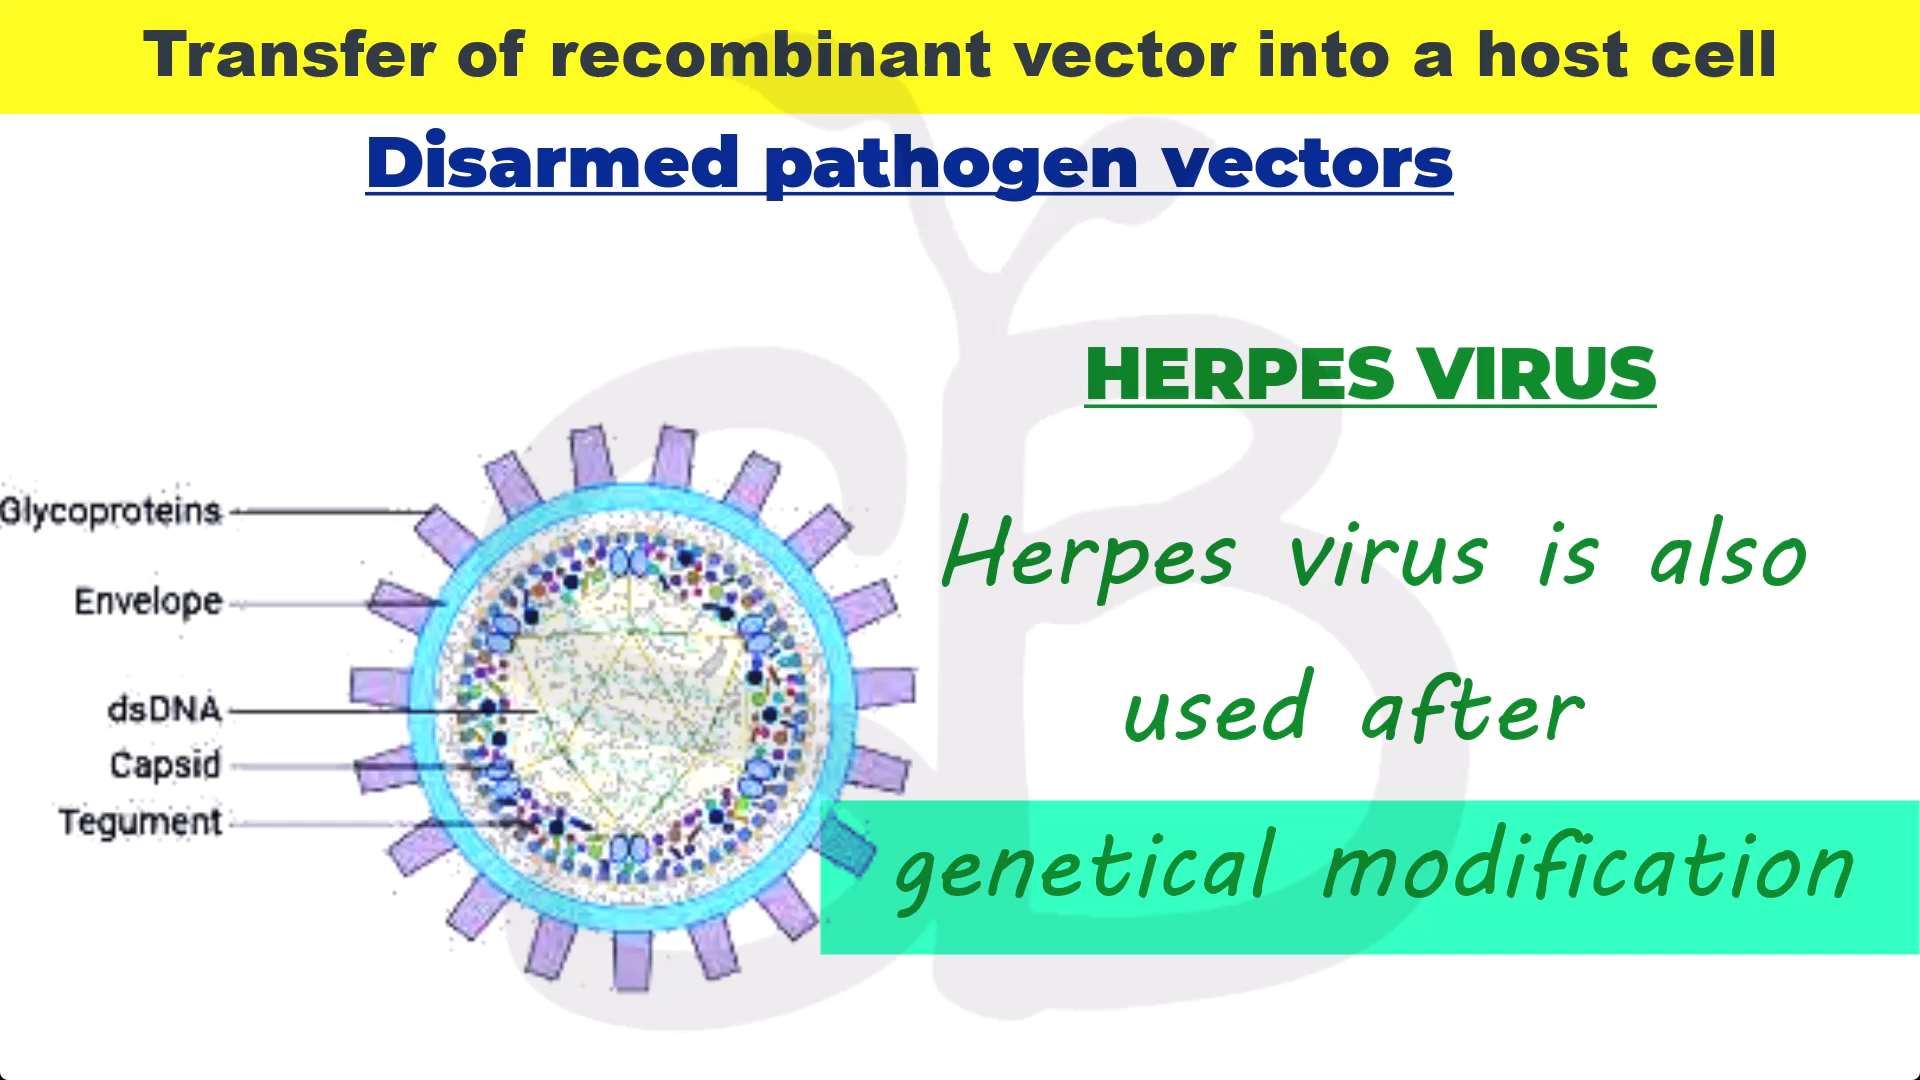 Transfer of recombinant vector into a host cell
Disarmed pathogen vectors
HERPES VIRUS
Herpes virus is also
used after
genetical modification
Glycoproteins
Envelope
dsDNA
Capsid
Tegument